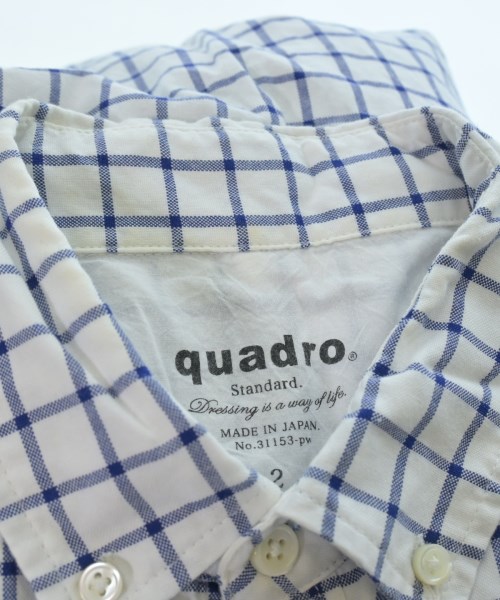 quadro®
Standard.
Dressing is a way of life.
MADE IN JAPAN.
No.31153-pw
2